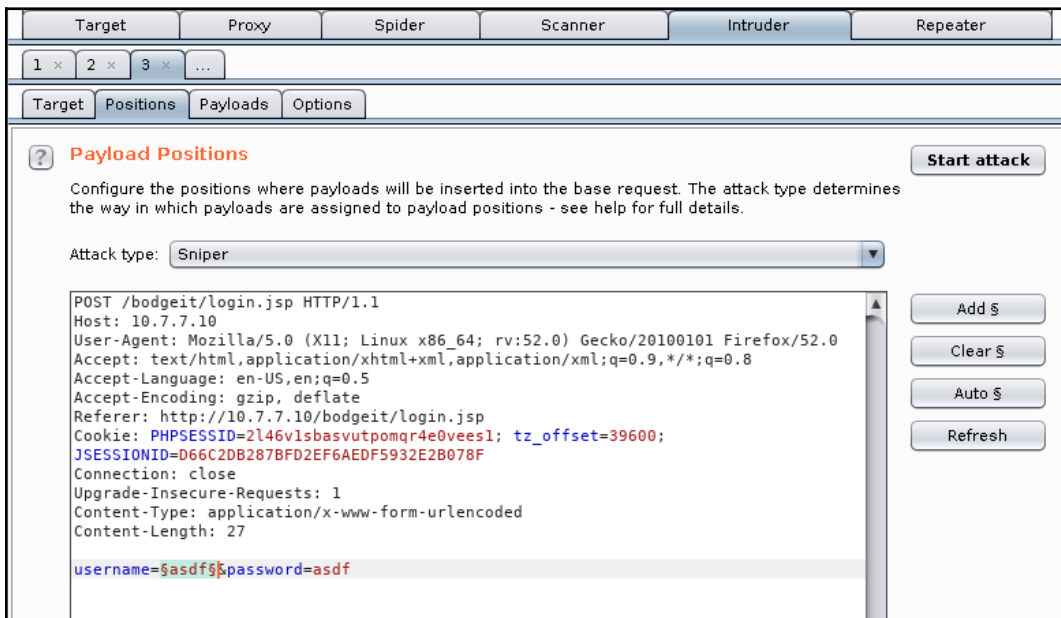 Target Proxy Spider Scanner Intruder Repeater
1 × 2 × 3 × ...
Target Positions Payloads Options
? Payload Positions Start attack
Configure the positions where payloads will be inserted into the base request. The attack type determines
the way in which payloads are assigned to payload positions - see help for full details.
Attack type: Sniper
POST /bodgeit/login.jsp HTTP/1.1
Host: 10.7.7.10
User-Agent: Mozilla/5.0 (X11; Linux x86_64; rv:52.0) Gecko/20100101 Firefox/52.0
Accept: text/html,application/xhtml+xml,application/xml;q=0.9,*/*;q=0.8
Accept-Language: en-US,en;q=0.5
Accept-Encoding: gzip, deflate
Referer: http://10.7.7.10/bodgeit/login.jsp
Cookie: PHPSESSID=2l46v1sbasvutpomqr4e0vees1; tz_offset=39600;
JSESSIONID=D66C2DB287BFD2EF6AEDF5932E2B078F
Connection: close
Upgrade-Insecure-Requests: 1
Content-Type: application/x-www-form-urlencoded
Content-Length: 27
username=§asdf§&password=asdf
Add §
Clear §
Auto §
Refresh